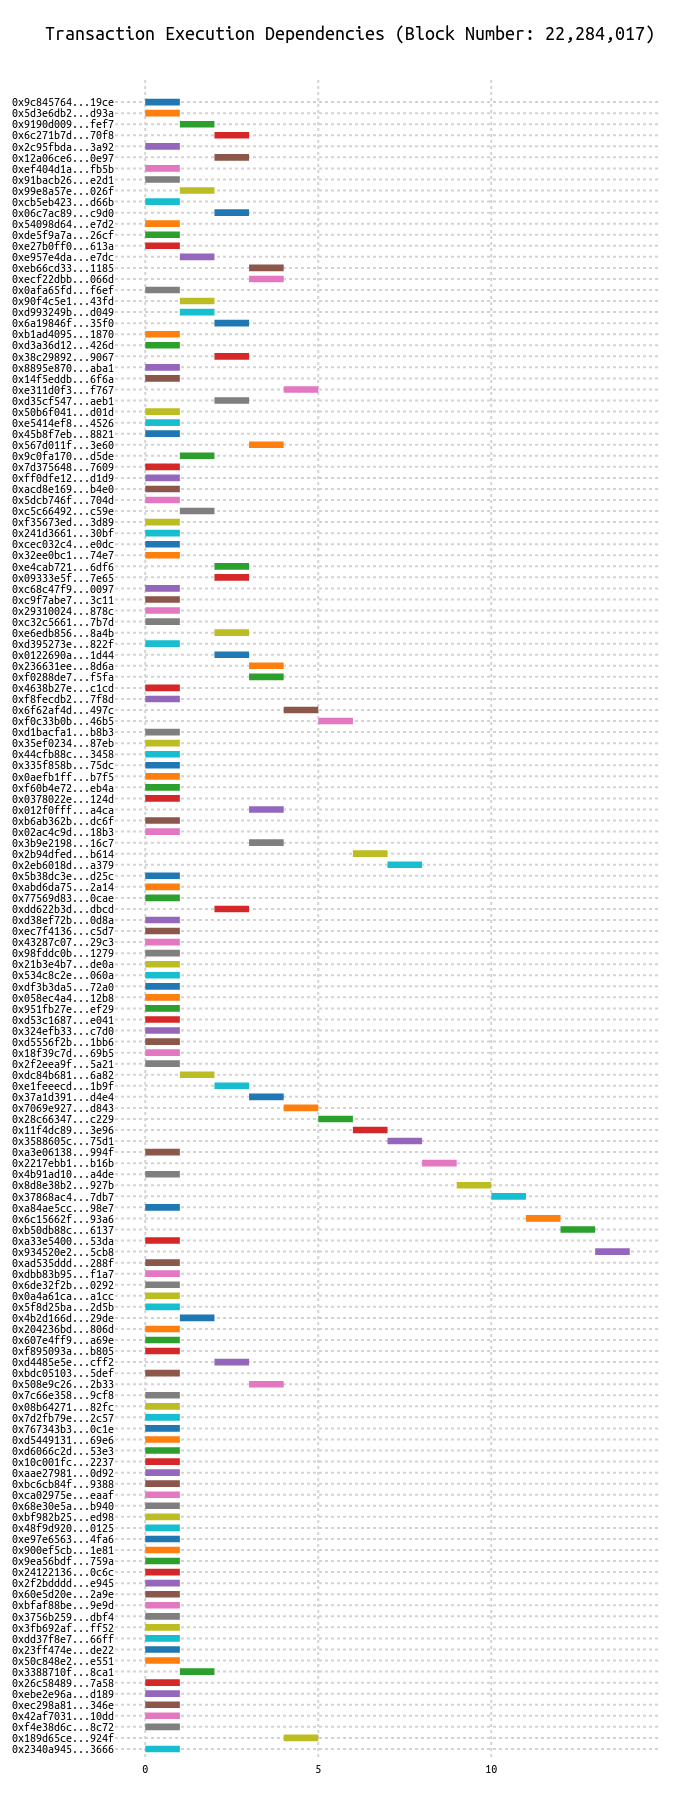 Transaction Execution Dependencies (Block Number: 22,284,017)
0x9c845764...19ce
0x5d3e6db2...d93a
0x9190d009...fef7
0x6c271b7d...70f8
0x2c95fbda...3a92
0x12a06ce6...0e97
0xef404d1a...fb5b
0x91bacb26...e2d1
0x99e8a57e...026f
0xcb5eb423...d66b
0x06c7ac89...c9d0
0x54098d64...e7d2
0xde5f9a7a...26cf
0xe27b0ff0...613a
0xe957e4da...e7dc
0xeb66cd33...1185
0xecf22dbb...066d
0x0afa65fd...f6ef
0x90f4c5e1...43fd
0xd993249b...d049
0x6a19846f...35f0
0xb1ad4095...1870
0xd3a36d12...426d
0x38c29892...9067
0x8895e870...aba1
0x14f5eddb...6f6a
0xe311d0f3...f767
0xd35cf547...aeb1
0x50b6f041...d01d
0xe5414ef8...4526
0x45b8f7eb...8821
0x567d011f...3e60
0x9c0fa170...d5de
0x7d375648...7609
0xff0dfe12...d1d9
0xacd8e169...b4e0
0x5dcb746f...704d
0xc5c66492...c59e
0xf35673ed...3d89
0x241d3661...30bf
0xcec032c4...e0dc
0x32ee0bc1...74e7
0xe4cab721...6df6
0x09333e5f...7e65
0xc68c47f9...0097
0xc9f7abe7...3c11
0x29310024...878c
0xc32c5661...7b7d
0xe6edb856...8a4b
0xd395273e...822f
0x0122690a...1d44
0x236631ee...8d6a
0xf0288de7...f5fa
0x4638b27e...c1cd
0xf8fecdb2...7f8d
0x6f62af4d...497c
0xf0c33b0b...46b5
0xd1bacfa1...b8b3
0x35ef0234...87eb
0x44cfb88c...3458
0x335f858b...75dc
0x0aefb1ff...b7f5
0xf60b4e72...eb4a
0x0378022e...124d
0x012f0fff...a4ca
0xb6ab362b...dc6f
0x02ac4c9d...18b3
0x3b9e2198...16c7
0x2b94dfed...b614
0x2eb6018d...a379
0x5b38dc3e...d25c
0xabd6da75...2a14
0x77569d83...0cae
0xdd622b3d...dbcd
0xd38ef72b...0d8a
0xec7f4136...c5d7
0x43287c07...29c3
0x98fddc0b...1279
0x21b3e4b7...de0a
0x534c8c2e...060a
0xdf3b3da5...72a0
0x058ec4a4...12b8
0x951fb27e...ef29
0xd53c1687...e041
0x324efb33...c7d0
0xd5556f2b...1bb6
0x18f39c7d...69b5
0x2f2eea9f...5a21
0xdc84b681...6a82
0xe1feeecd...1b9f
0x37a1d391...d4e4
0x7069e927...d843
0x28c66347...c229
0x11f4dc89...3e96
0x3588605c...75d1
0xa3e06138...994f
0x2217ebb1...b16b
0x4b91ad10...a4de
0x8d8e38b2...927b
0x37868ac4...7db7
0xa84ae5cc...98e7
0x6c15662f...93a6
0xb50db88c...6137
0xa33e5400...53da
0x934520e2...5cb8
0xad535ddd...288f
0xdbb83b95...f1a7
0x6de32f2b...0292
0x0a4a61ca...a1cc
0x5f8d25ba...2d5b
0x4b2d166d...29de
0x204236bd...806d
0x607e4ff9...a69e
0xf895093a...b805
0xd4485e5e...cff2
0xbdc05103...5def
0x508e9c26...2b33
0x7c66e358...9cf8
0x08b64271...82fc
0x7d2fb79e...2c57
0x767343b3...0c1e
0xd5449131...69e6
0xd6066c2d...53e3
0x10c001fc...2237
0xaae27981...0d92
0xbc6cb84f...9388
0xca02975e...eaaf
0x68e30e5a...b940
0xbf982b25...ed98
0x48f9d920...0125
0xe97e6563...4fa6
0x900ef5cb...1e81
0x9ea56bdf...759a
0x24122136...0c6c
0x2f2bdddd...e945
0x60e5d20e...2a9e
0xbfaf88be...9e9d
0x3756b259...dbf4
0x3fb692af...ff52
0xdd37f8e7...66ff
0x23ff474e...de22
0x50c848e2...e551
0x3388710f...8ca1
0x26c58489...7a58
0xebe2e96a...d189
0xec298a81...346e
0x42af7031...10dd
0xf4e38d6c...8c72
0x189d65ce...924f
0x2340a945...3666
0 5 10